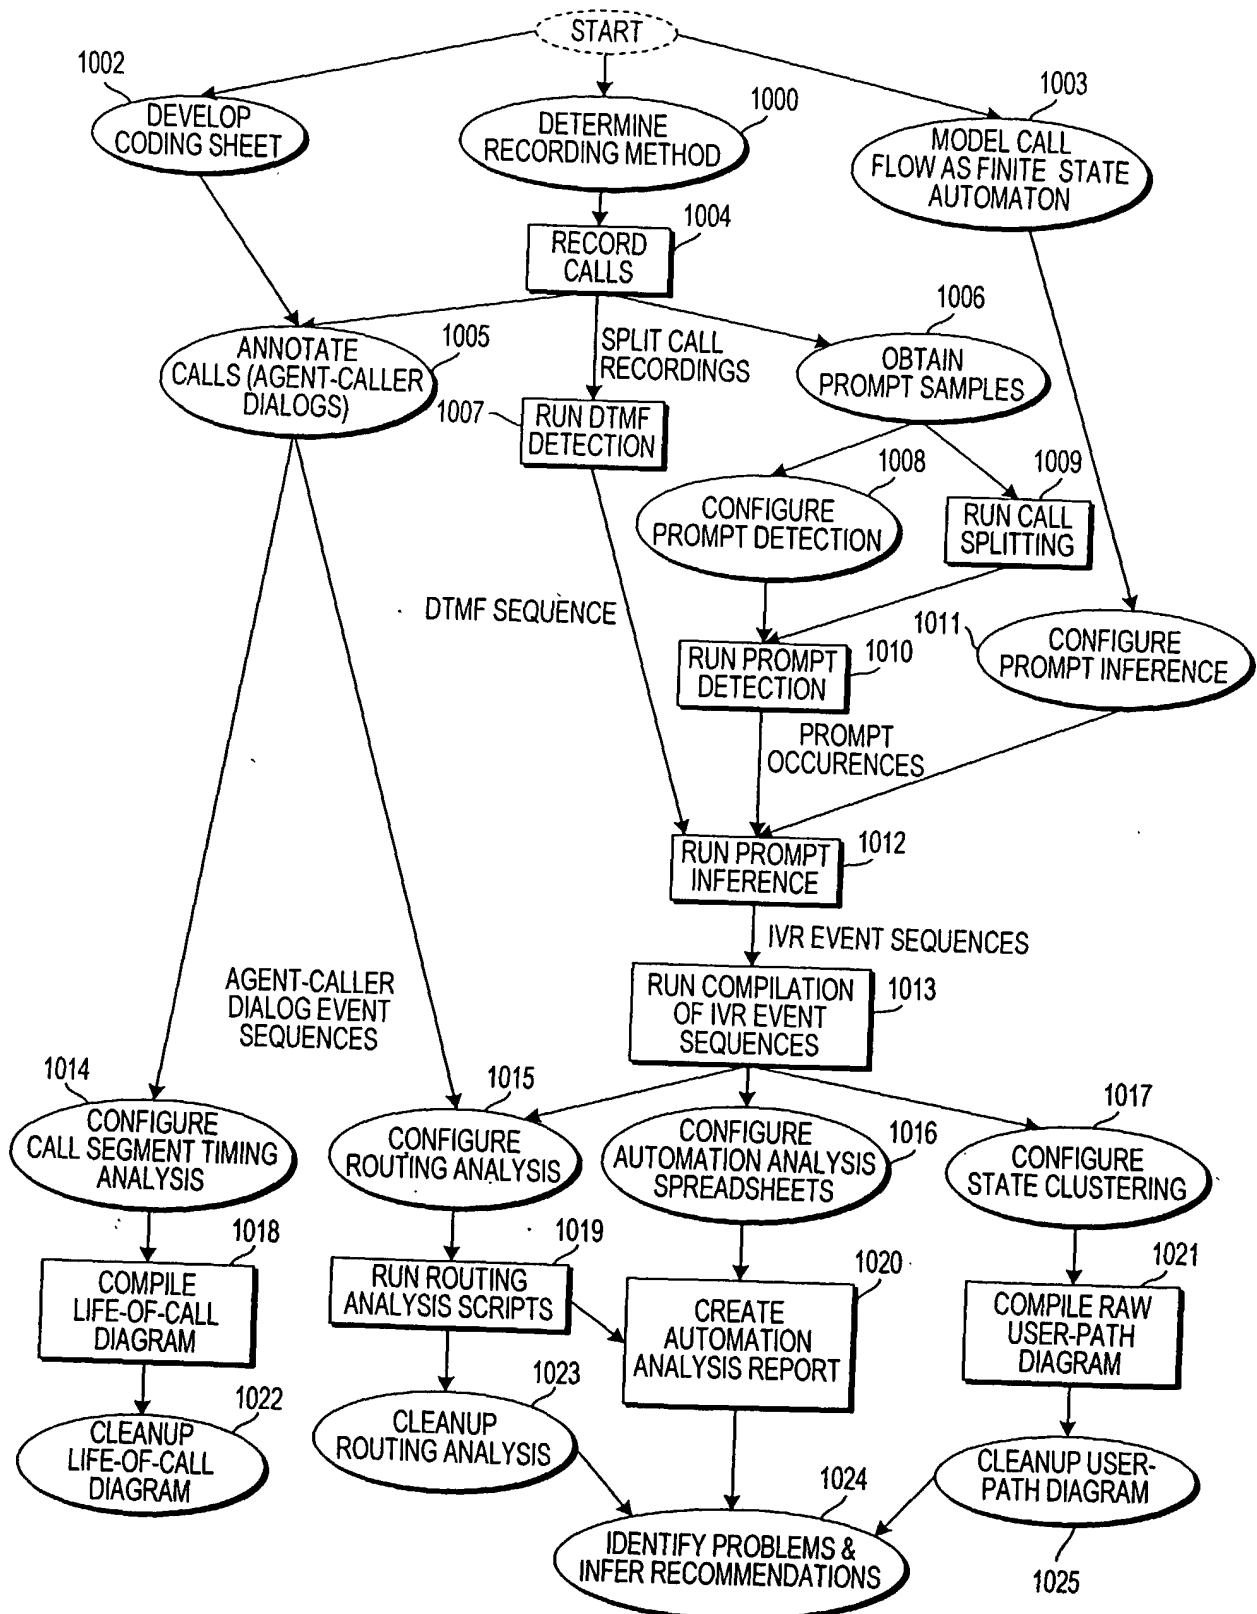 START
1002
DEVELOP
CODING SHEET
DETERMINE
RECORDING METHOD
1000
1003
MODEL CALL
FLOW AS FINITE STATE
AUTOMATON
RECORD
CALLS
1004
ANNOTATE
CALLS (AGENT-CALLER
DIALOGS)
1005
SPLIT CALL
RECORDINGS
1006
OBTAIN
PROMPT SAMPLES
1007
RUN DTMF
DETECTION
1008
CONFIGURE
PROMPT DETECTION
1009
RUN CALL
SPLITTING
DTMF SEQUENCE
RUN PROMPT
DETECTION
1010
1011
CONFIGURE
PROMPT INFERENCE
PROMPT
OCCURENCES
RUN PROMPT
INFERENCE
1012
IVR EVENT SEQUENCES
RUN COMPILATION
OF IVR EVENT
SEQUENCES
1013
AGENT-CALLER
DIALOG EVENT
SEQUENCES
1014
CONFIGURE
CALL SEGMENT TIMING
ANALYSIS
1015
CONFIGURE
ROUTING ANALYSIS
CONFIGURE
AUTOMATION ANALYSIS
SPREADSHEETS
1016
1017
CONFIGURE
STATE CLUSTERING
1018
COMPILE
LIFE-OF-CALL
DIAGRAM
1019
RUN ROUTING
ANALYSIS SCRIPTS
1020
CREATE
AUTOMATION
ANALYSIS REPORT
1021
COMPILE RAW
USER-PATH
DIAGRAM
1022
CLEANUP
LIFE-OF-CALL
DIAGRAM
1023
CLEANUP
ROUTING ANALYSIS
1024
IDENTIFY PROBLEMS &
INFER RECOMMENDATIONS
CLEANUP USER-
PATH DIAGRAM
1025